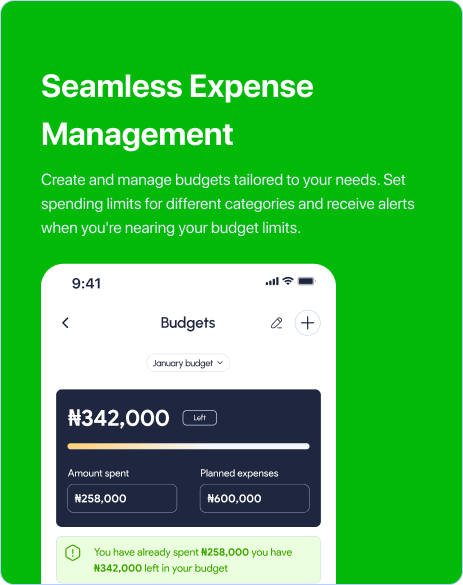 Seamless Expense
Management
Create and manage budgets tailored to your needs. Set
spending limits for different categories and receive alerts
when you're nearing your budget limits.
9:41
Budgets
January budget
₦342,000 Left
Amount spent Planned expenses
₦258,000 ₦600,000
You have already spent ₦258,000 you have
₦342,000 left in your budget